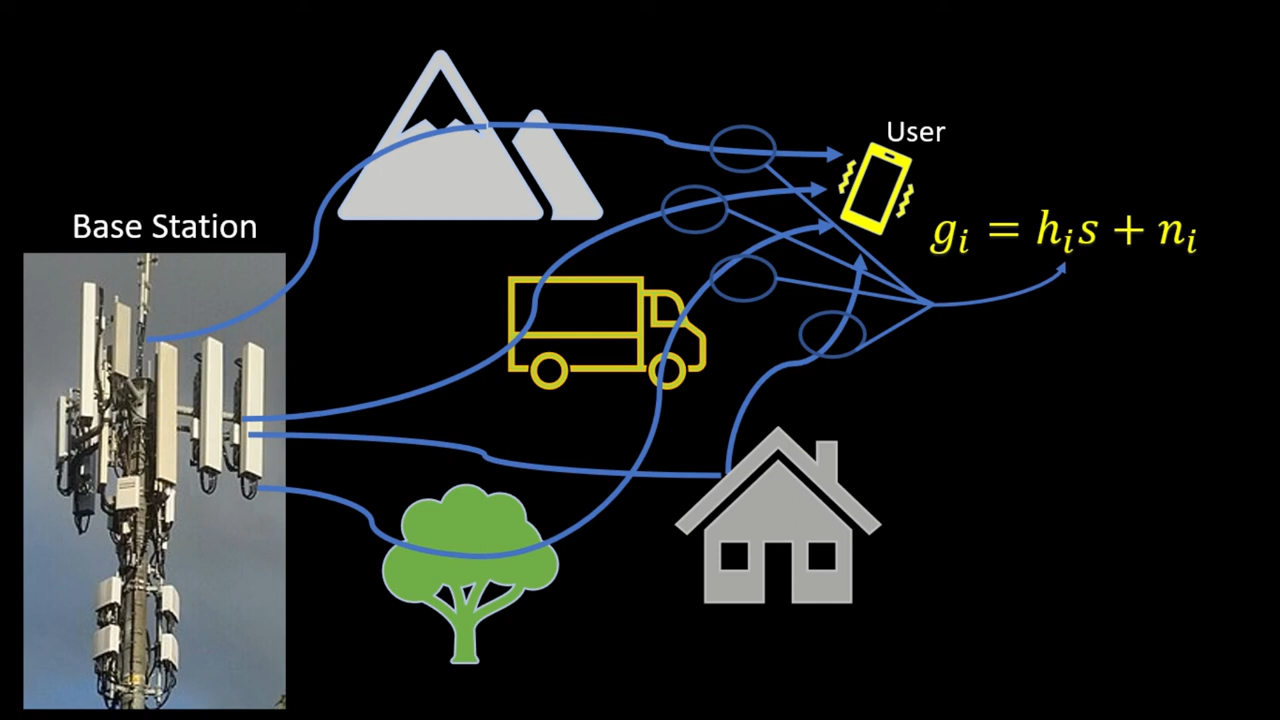 User
Base Station
gᵢ = hᵢs + nᵢ